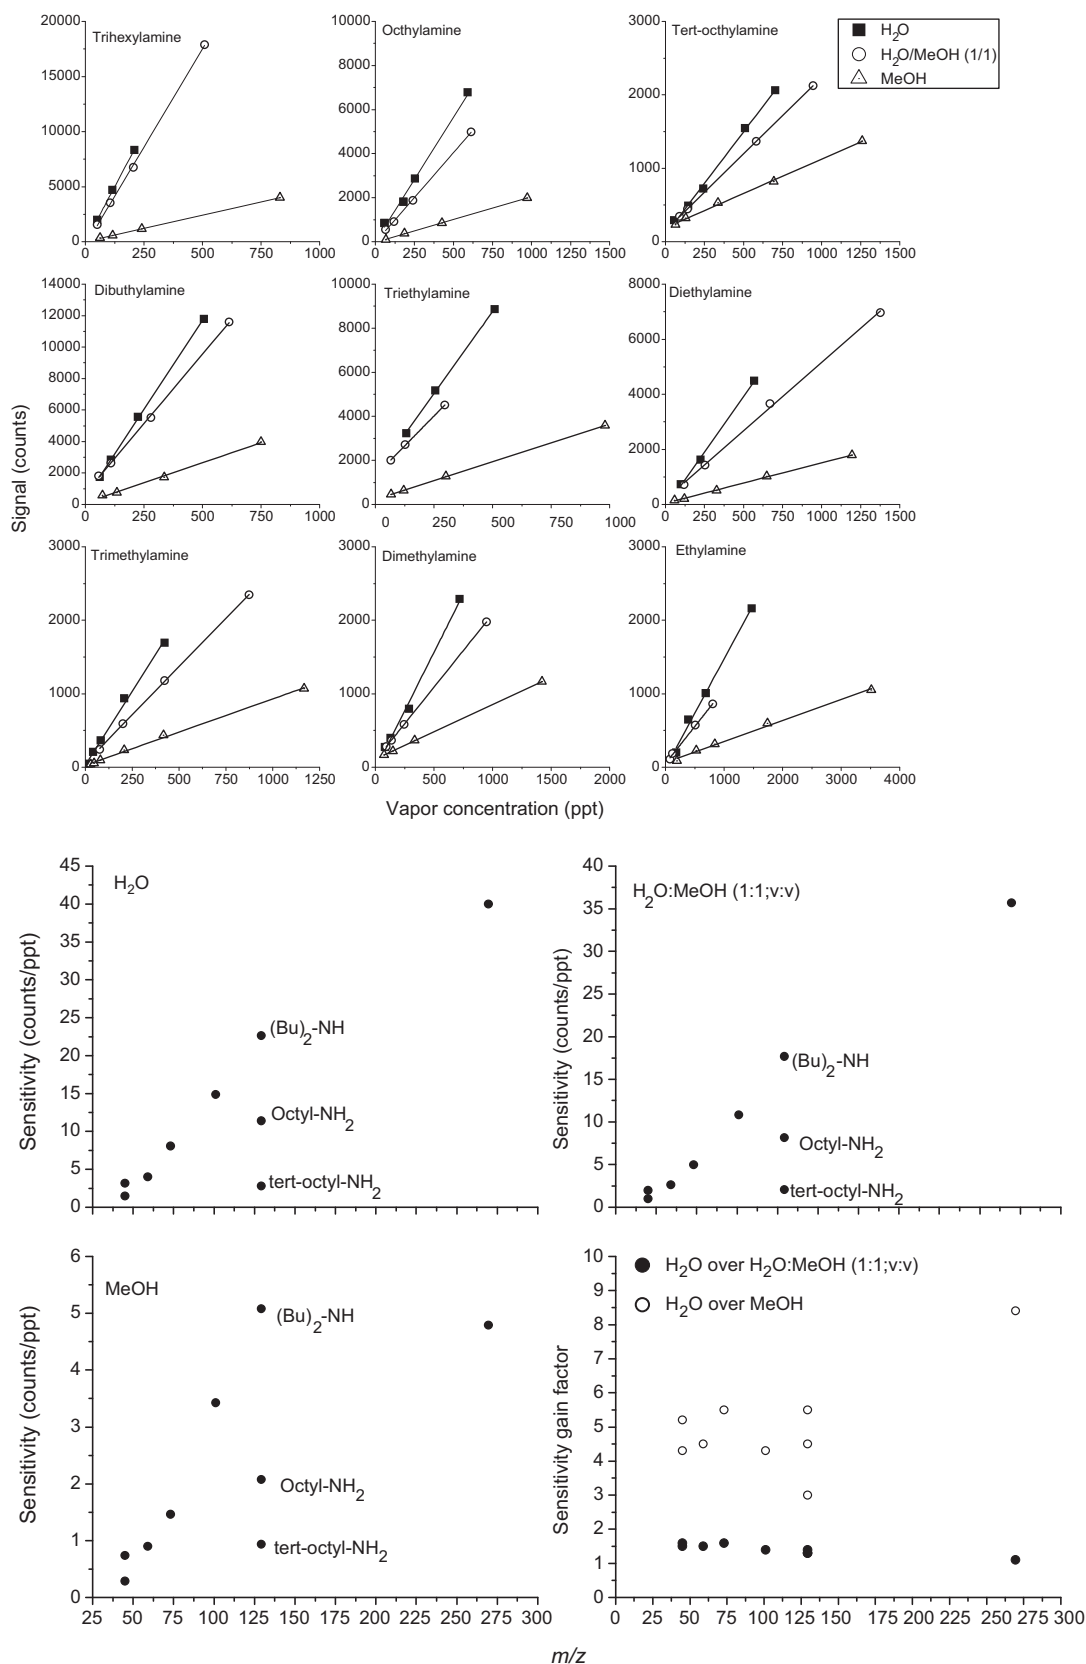 Trihexylamine
20000
15000
10000
5000
0
0 250 500 750 1000
Octhylamine
10000
8000
6000
4000
2000
0
0 250 500 750 1000 1250 1500
Tert-octhylamine
3000
2000
1000
0
0 250 500 750 1000 1250 1500
H2O
H2O/MeOH (1/1)
MeOH
Dibuthylamine
14000
12000
10000
8000
6000
4000
2000
0
0 250 500 750 1000
Triethylamine
10000
8000
6000
4000
2000
0
0 250 500 750 1000
Diethylamine
8000
6000
4000
2000
0
0 250 500 750 1000 1250 1500
Signal (counts)
Trimethylamine
3000
2000
1000
0
0 250 500 750 1000 1250
Dimethylamine
3000
2000
1000
0
0 500 1000 1500 2000
Ethylamine
3000
2000
1000
0
0 1000 2000 3000 4000
Vapor concentration (ppt)
H2O
45
40
35
30
25
20
15
10
5
0
Sensitivity (counts/ppt)
(Bu)2-NH
Octyl-NH2
tert-octyl-NH2
H2O:MeOH (1:1;v:v)
40
35
30
25
20
15
10
5
0
Sensitivity (counts/ppt)
(Bu)2-NH
Octyl-NH2
tert-octyl-NH2
MeOH
6
5
4
3
2
1
0
Sensitivity (counts/ppt)
(Bu)2-NH
Octyl-NH2
tert-octyl-NH2
25 50 75 100 125 150 175 200 225 250 275 300
H2O over H2O:MeOH (1:1;v:v)
H2O over MeOH
10
9
8
7
6
5
4
3
2
1
0
Sensitivity gain factor
0 25 50 75 100 125 150 175 200 225 250 275 300
m/z